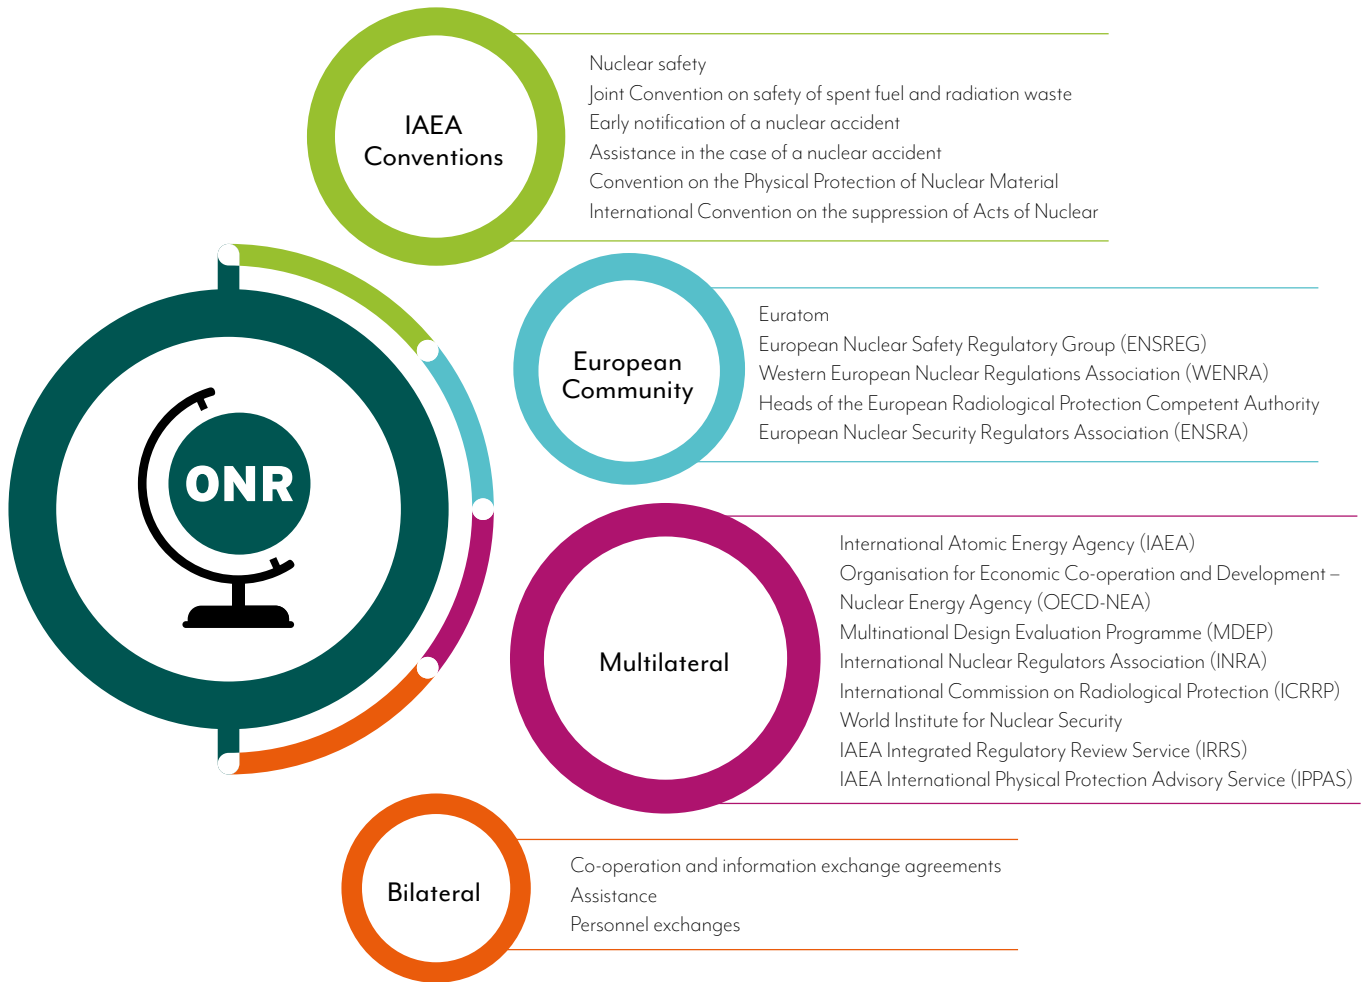 IAEA
Conventions
Nuclear safety
Joint Convention on safety of spent fuel and radiation waste
Early notification of a nuclear accident
Assistance in the case of a nuclear accident
Convention on the Physical Protection of Nuclear Material
International Convention on the suppression of Acts of Nuclear
European
Community
Euratom
European Nuclear Safety Regulatory Group (ENSREG)
Western European Nuclear Regulations Association (WENRA)
Heads of the European Radiological Protection Competent Authority
European Nuclear Security Regulators Association (ENSRA)
ONR
Multilateral
International Atomic Energy Agency (IAEA)
Organisation for Economic Co-operation and Development –
Nuclear Energy Agency (OECD-NEA)
Multinational Design Evaluation Programme (MDEP)
International Nuclear Regulators Association (INRA)
International Commission on Radiological Protection (ICRRP)
World Institute for Nuclear Security
IAEA Integrated Regulatory Review Service (IRRS)
IAEA International Physical Protection Advisory Service (IPPAS)
Bilateral
Co-operation and information exchange agreements
Assistance
Personnel exchanges